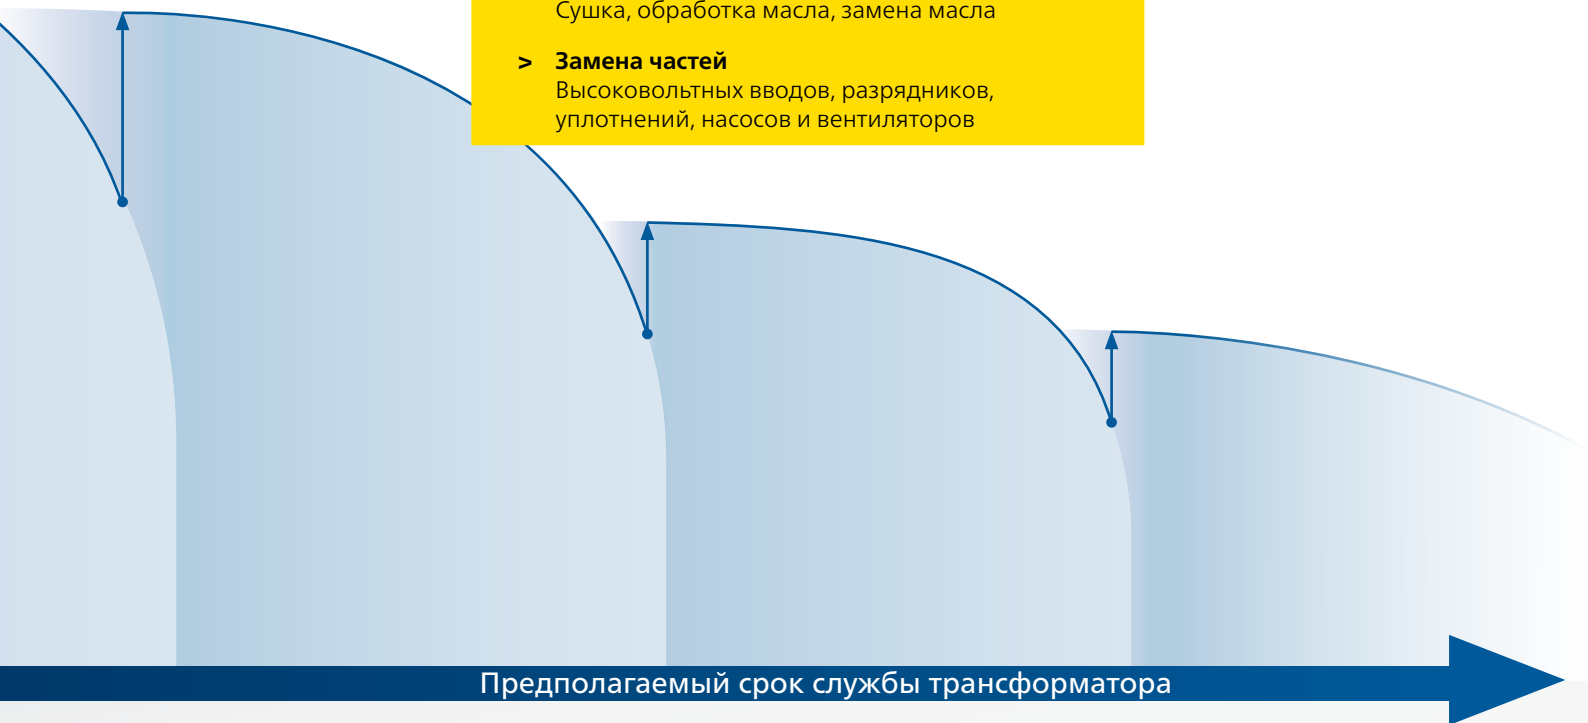 Сушка, обработка масла, замена масла
> Замена частей
Высоковольтных вводов, разрядников,
уплотнений, насосов и вентиляторов
Предполагаемый срок службы трансформатора